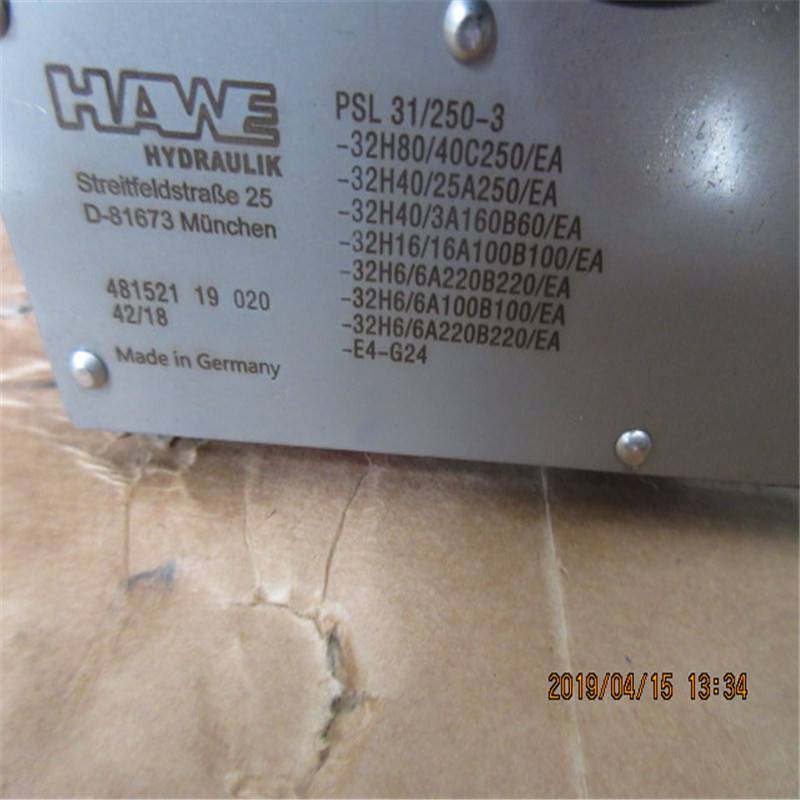 HAWE
HYDRAULIK
Streitfeldstraße 25
D-81673 München
481521 19 020
42/18
Made in Germany
PSL 31/250-3
-32H80/40C250/EA
-32H40/25A250/EA
-32H40/3A160B60/EA
-32H16/16A100B100/EA
-32H6/6A220B220/EA
-32H6/6A100B100/EA
-32H6/6A220B220/EA
-E4-G24
2019/04/15 13:34